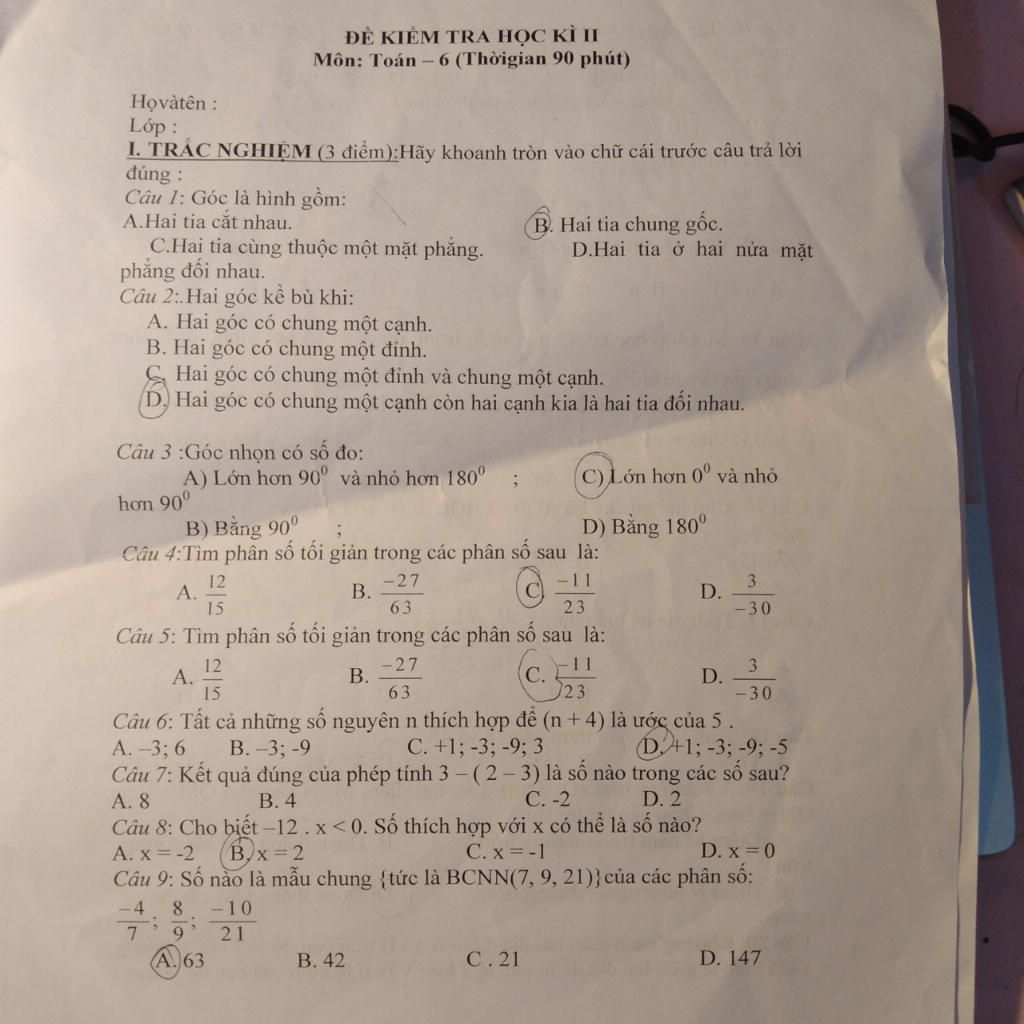 ĐỀ KIỂM TRA HỌC KÌ II
Môn: Toán – 6 (Thờigian 90 phút)
Họvàtên :
Lớp :
I. TRẮC NGHIỆM (3 điểm):Hãy khoanh tròn vào chữ cái trước câu trả lời
đúng :
Câu 1: Góc là hình gồm:
A.Hai tia cắt nhau. B. Hai tia chung gốc.
C.Hai tia cùng thuộc một mặt phẳng. D.Hai tia ở hai nửa mặt
phẳng đối nhau.
Câu 2:.Hai góc kề bù khi:
A. Hai góc có chung một cạnh.
B. Hai góc có chung một đỉnh.
C. Hai góc có chung một đỉnh và chung một cạnh.
D. Hai góc có chung một cạnh còn hai cạnh kia là hai tia đối nhau.
Câu 3 :Góc nhọn có số đo:
A) Lớn hơn 90⁰ và nhỏ hơn 180⁰ ; C) Lớn hơn 0⁰ và nhỏ
hơn 90⁰
B) Bằng 90⁰ ; D) Bằng 180⁰
Câu 4:Tìm phân số tối giản trong các phân số sau là:
A. 12/15 B. -27/63 C. -11/23 D. 3/-30
Câu 5: Tìm phân số tối giản trong các phân số sau là:
A. 12/15 B. -27/63 C. -11/23 D. 3/-30
Câu 6: Tất cả những số nguyên n thích hợp để (n + 4) là ước của 5 .
A. –3; 6 B. –3; -9 C. +1; -3; -9; 3 D. +1; -3; -9; -5
Câu 7: Kết quả đúng của phép tính 3 – ( 2 – 3) là số nào trong các số sau?
A. 8 B. 4 C. -2 D. 2
Câu 8: Cho biết –12 . x < 0. Số thích hợp với x có thể là số nào?
A. x = -2 B. x = 2 C. x = -1 D. x = 0
Câu 9: Số nào là mẫu chung {tức là BCNN(7, 9, 21)}của các phân số:
-4/7; 8/9; -10/21
A. 63 B. 42 C . 21 D. 147